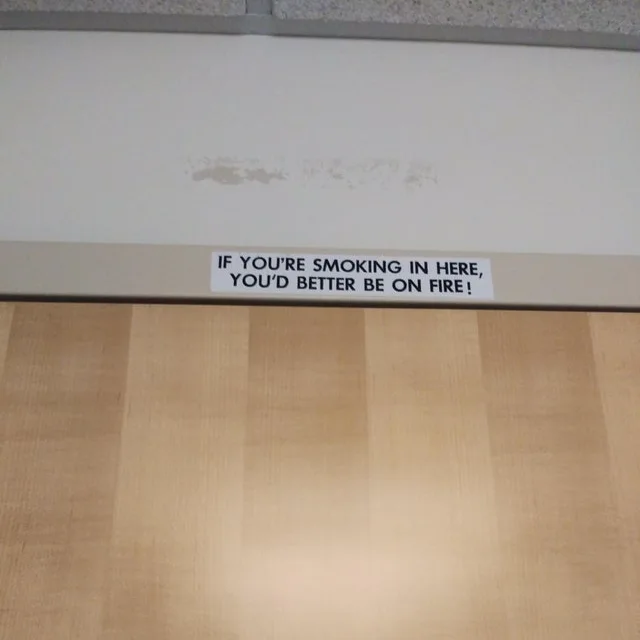 IF YOU'RE SMOKING IN HERE,
YOU'D BETTER BE ON FIRE!